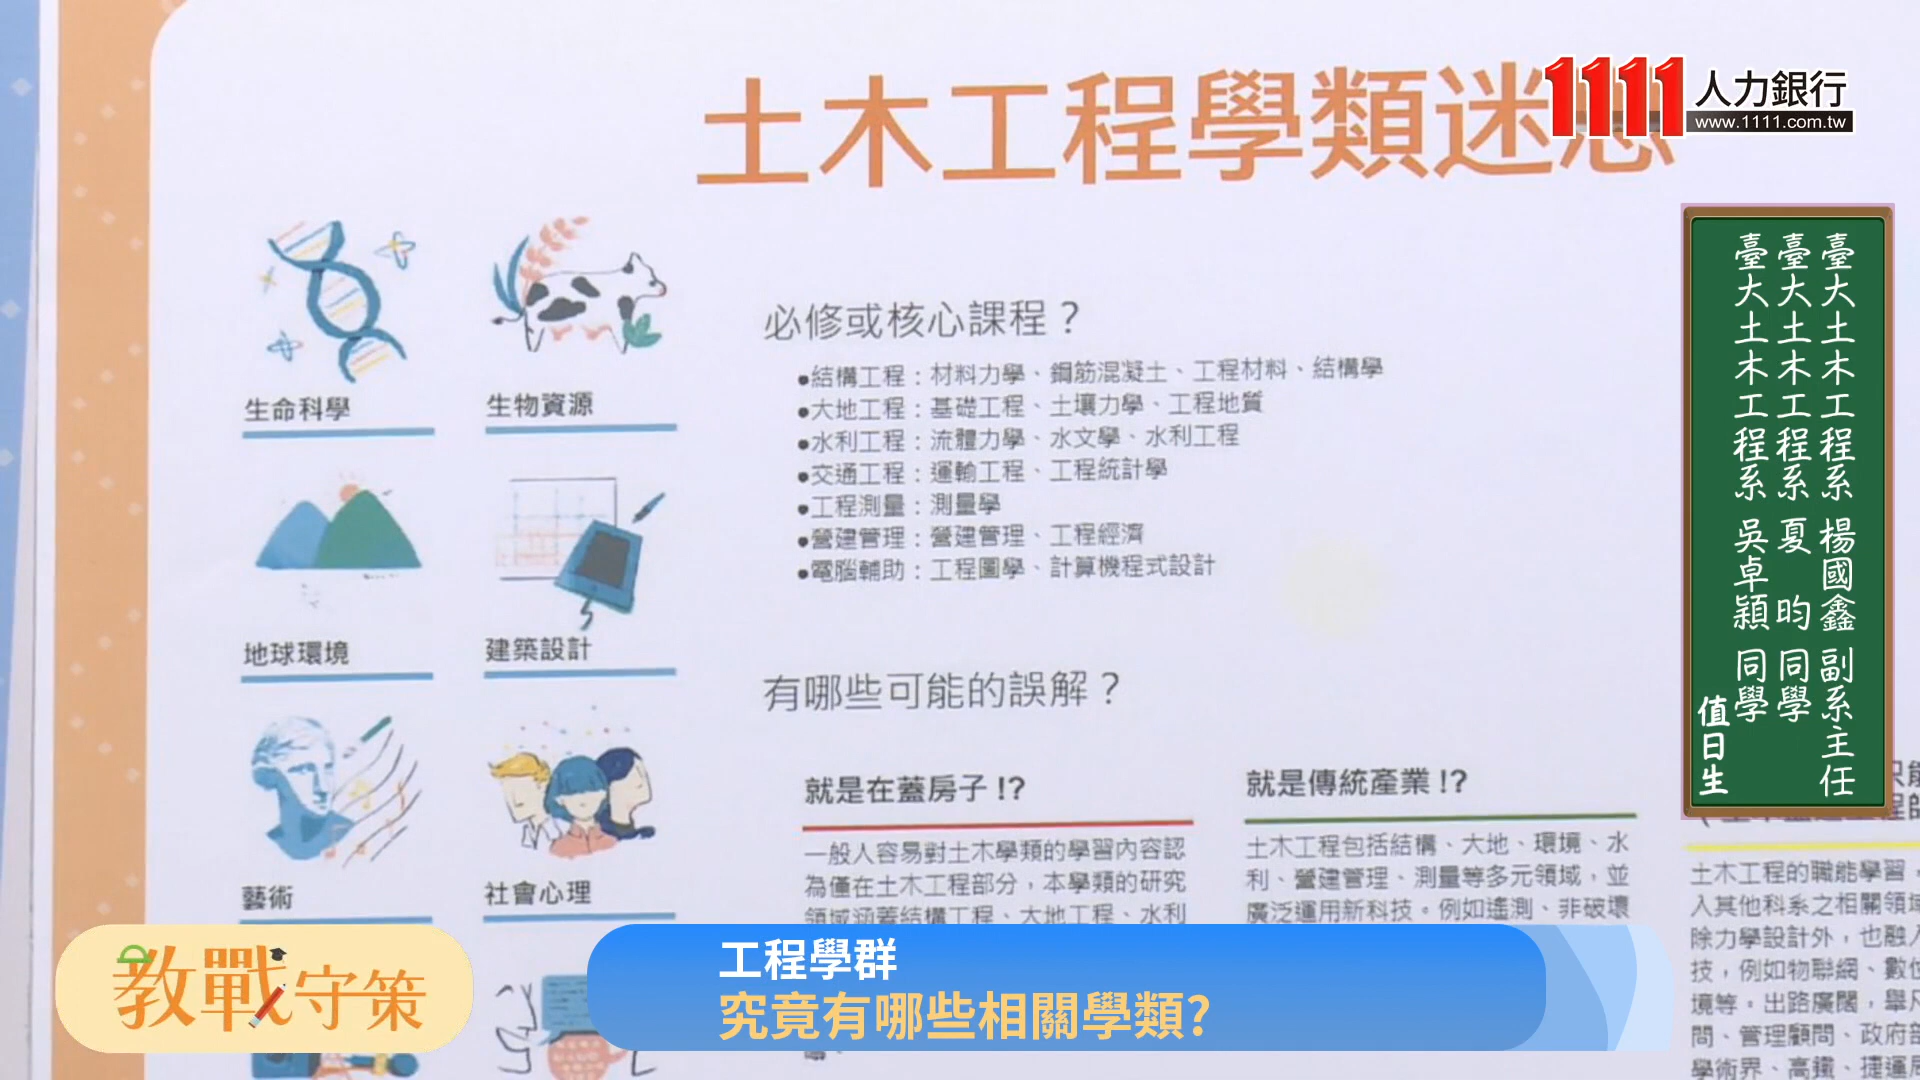 土木工程學類迷思
1111 人力銀行
www.1111.com.tw
生命科學
生物資源
地球環境
建築設計
藝術
社會心理
必修或核心課程？
●結構工程：材料力學、鋼筋混凝土、工程材料、結構學
●大地工程：基礎工程、土壤力學、工程地質
●水利工程：流體力學、水文學、水利工程
●交通工程：運輸工程、工程統計學
●工程測量：測量學
●營建管理：營建管理、工程經濟
●電腦輔助：工程圖學、計算機程式設計
有哪些可能的誤解？
就是在蓋房子!?
一般人容易對土木學類的學習內容認
為僅在土木工程部分，本學類的研究
領域涵蓋結構工程、大地工程、水利
就是傳統產業!?
土木工程包括結構、大地、環境、水
利、營建管理、測量等多元領域，並
廣泛運用新科技。例如遙測、非破壞
土木工程的職能學習，
入其他科系之相關領域
除力學設計外，也融入
技，例如物聯網、數位
境等。出路廣闊，舉凡
問、管理顧問、政府部
學術界、高鐵、捷運局
臺大土木工程系 楊國鑫 副系主任
臺大土木工程系 夏 昀 同學
臺大土木工程系 吳卓穎 同學
值日生
教戰守策
工程學群
究竟有哪些相關學類?